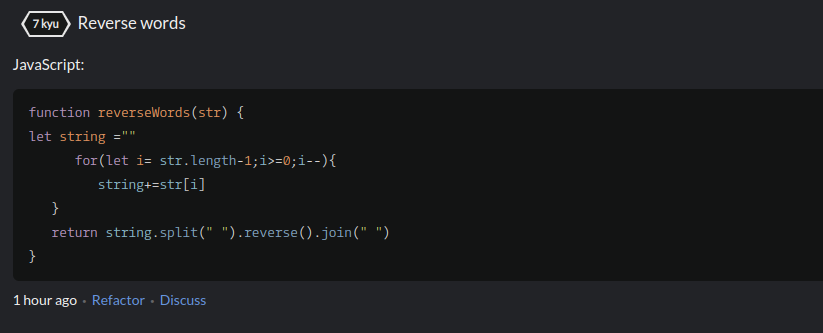 7 kyu Reverse words
JavaScript:
function reverseWords(str) {
let string =""
      for(let i= str.length-1;i>=0;i--){
         string+=str[i]
   }
   return string.split(" ").reverse().join(" ")
}
1 hour ago • Refactor • Discuss